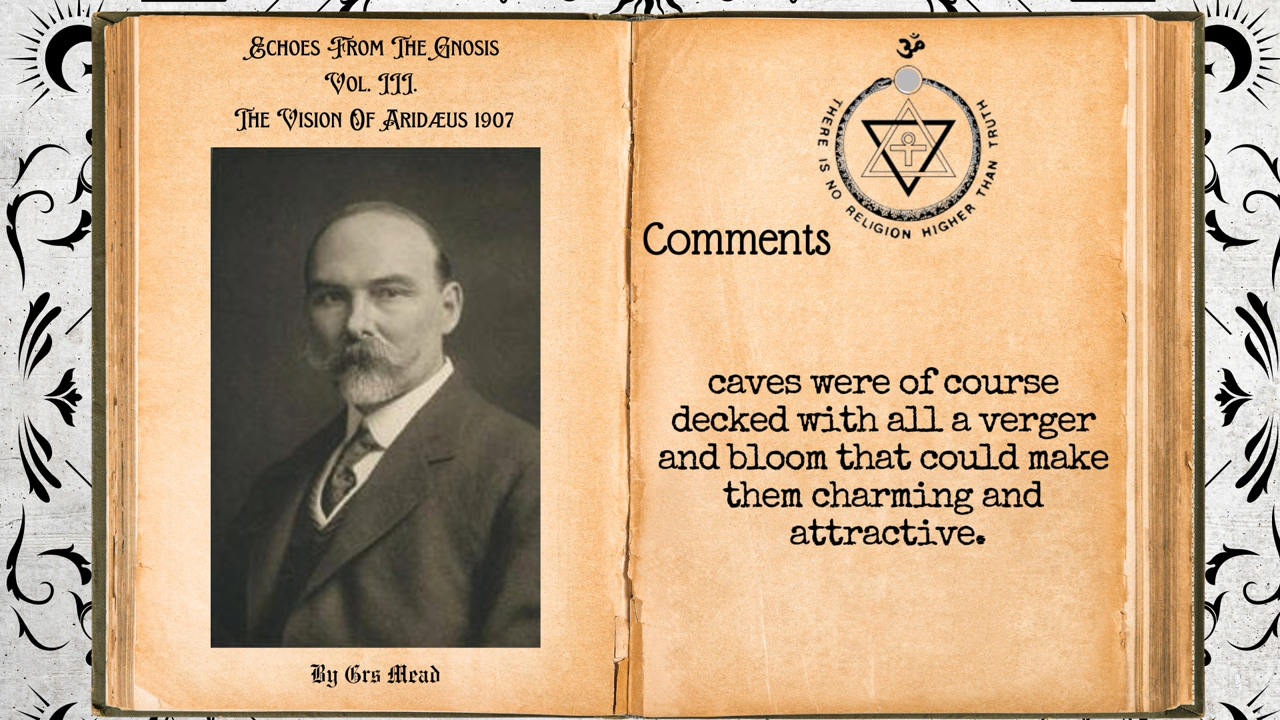 Echoes From The Gnosis
Vol. III.
The Vision Of Aridæus 1907
By Grs Mead
ॐ
THERE IS NO RELIGION HIGHER THAN TRUTH
Comments
caves were of course
decked with all a verger
and bloom that could make
them charming and
attractive.